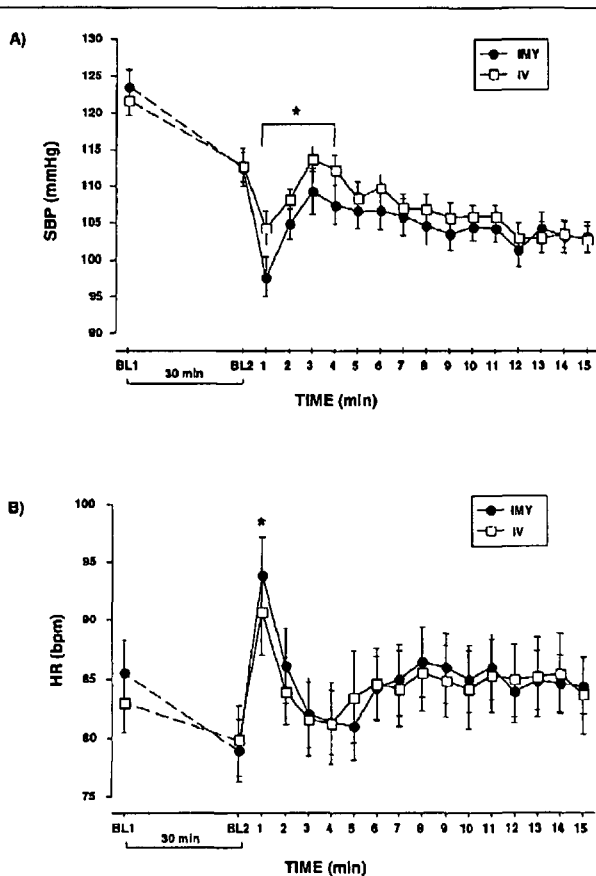 A)
IMY
IV
SBP (mmHg)
130
125
120
115
110
105
100
95
90
*
BL1 BL2 1 2 3 4 5 6 7 8 9 10 11 12 13 14 15
30 min
TIME (min)
B)
IMY
IV
HR (bpm)
100
95
90
85
80
75
*
BL1 BL2 1 2 3 4 5 6 7 8 9 10 11 12 13 14 15
30 min
TIME (min)